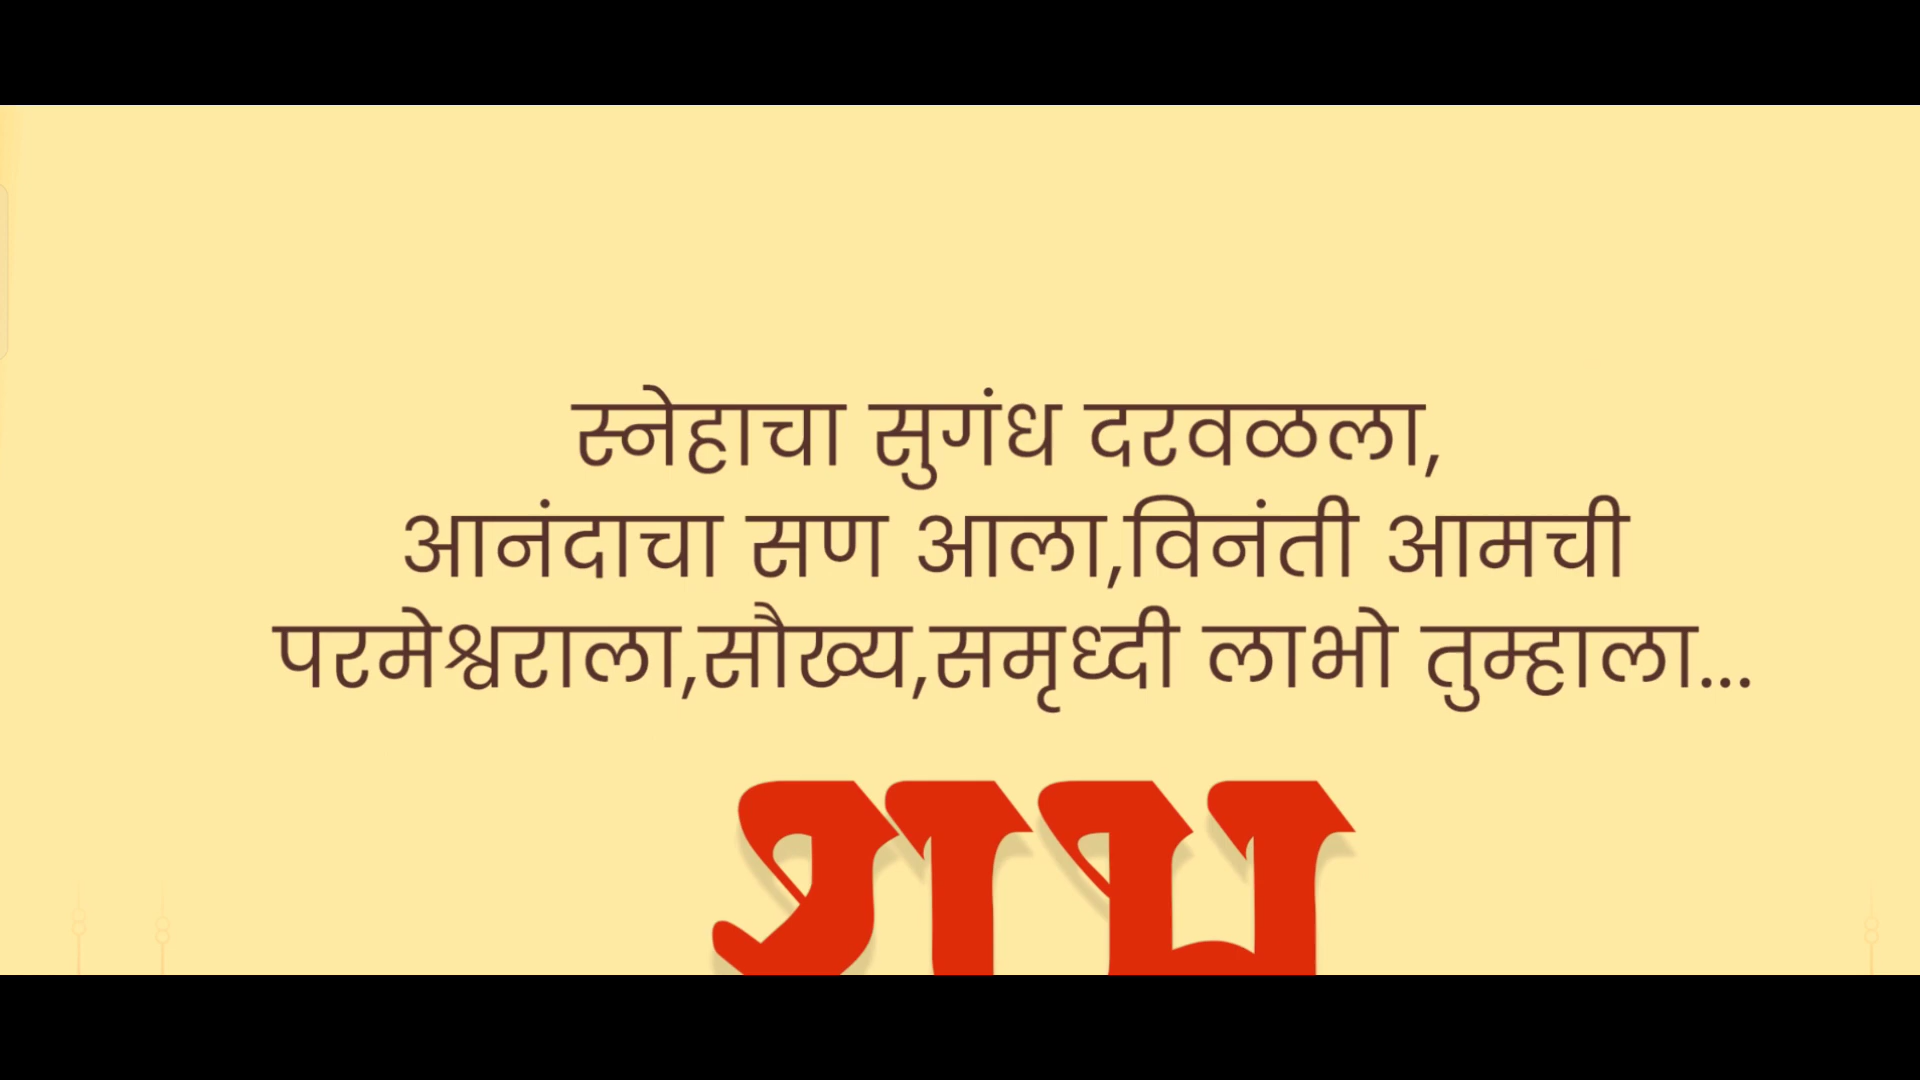 स्नेहाचा सुगंध दरवळला,
आनंदाचा सण आला,विनंती आमची
परमेश्वराला,सौख्य,समृध्दी लाभो तुम्हाला...